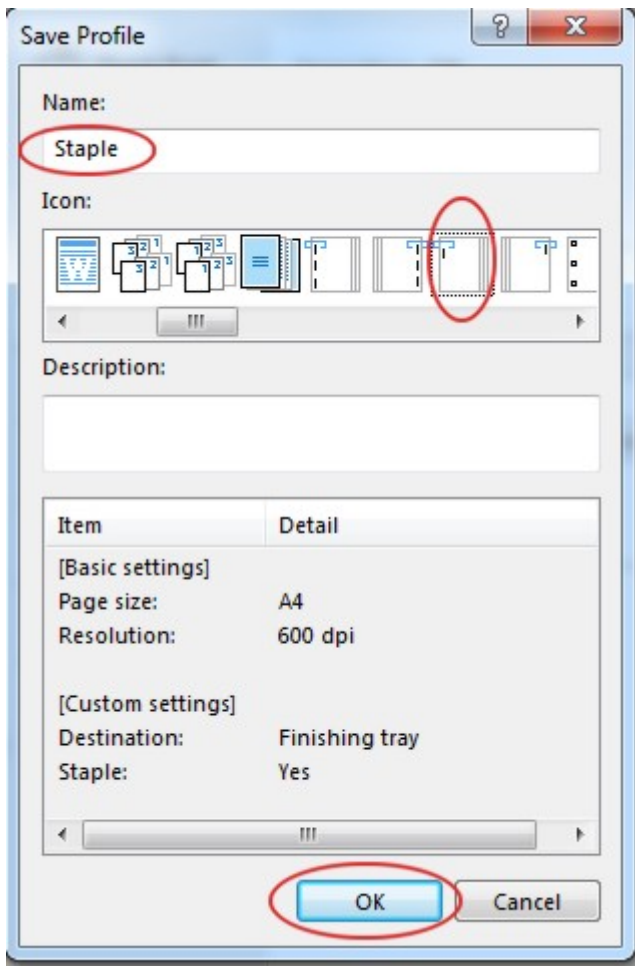 Save Profile
Name:
Staple
Icon:
Description:
Item Detail
[Basic settings]
Page size: A4
Resolution: 600 dpi
[Custom settings]
Destination: Finishing tray
Staple: Yes
OK Cancel